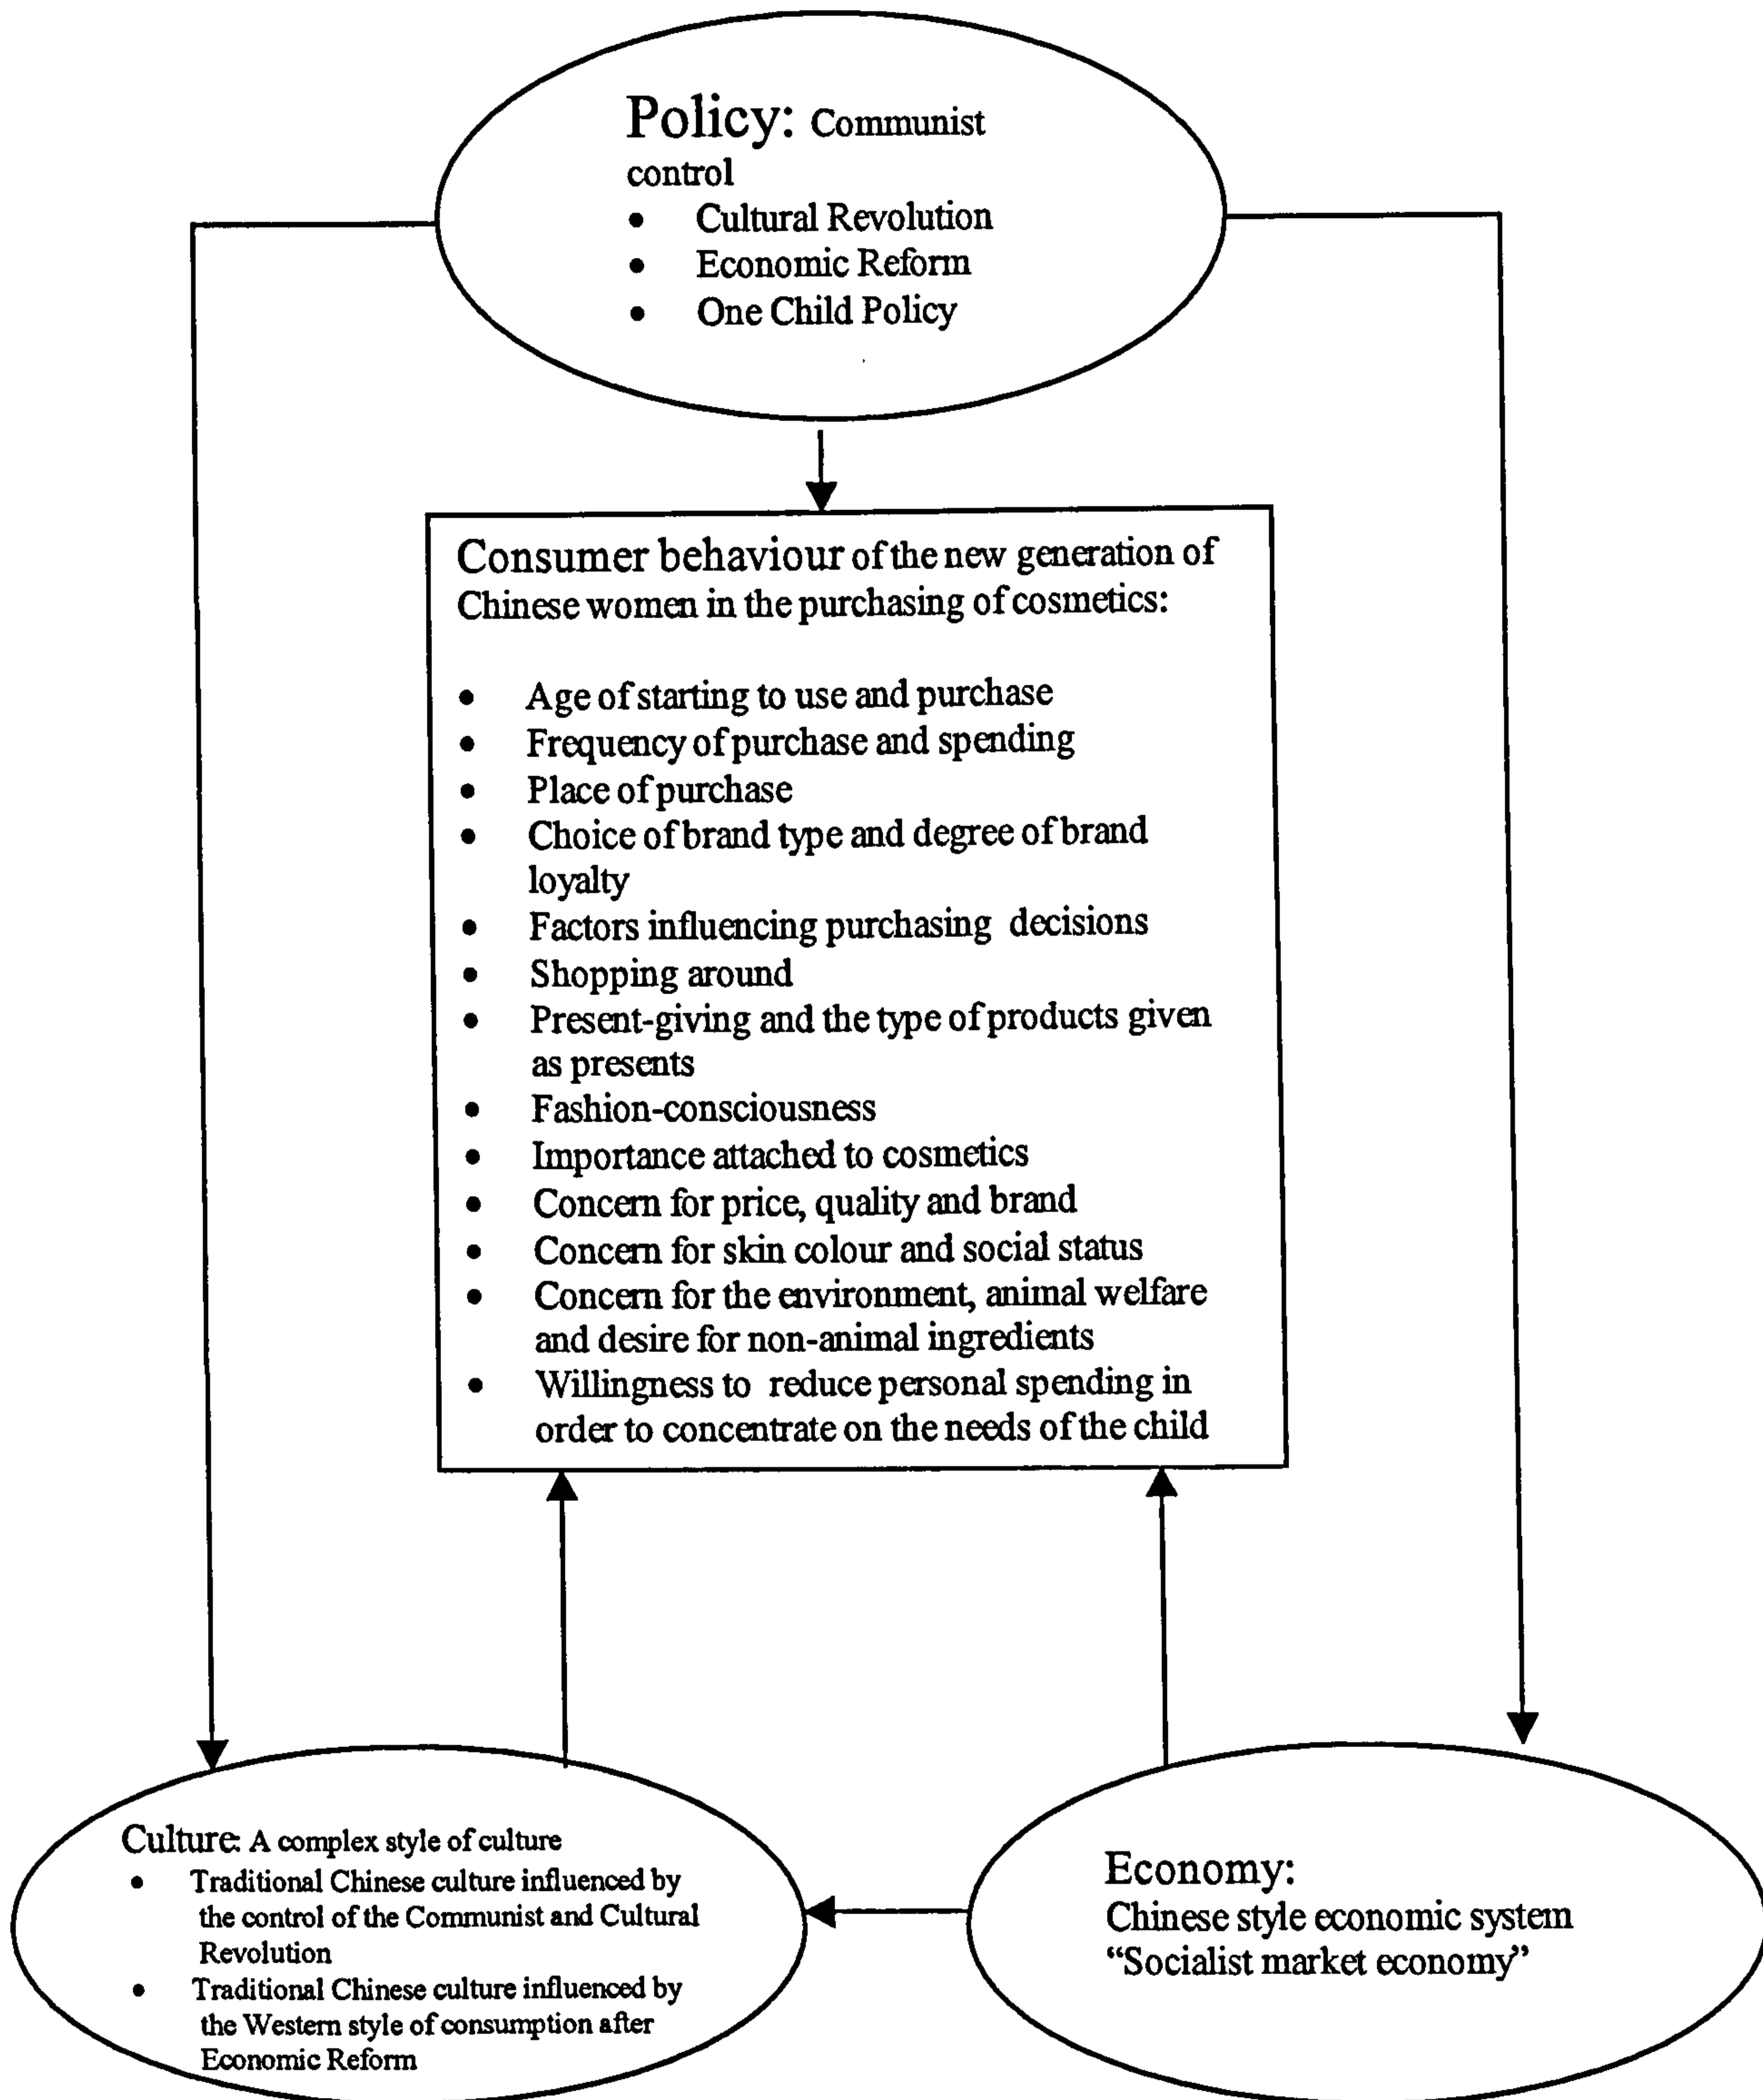 Policy: Communist
control
• Cultural Revolution
• Economic Reform
• One Child Policy
Consumer behaviour of the new generation of
Chinese women in the purchasing of cosmetics:
• Age of starting to use and purchase
• Frequency of purchase and spending
• Place of purchase
• Choice of brand type and degree of brand
loyalty
• Factors influencing purchasing decisions
• Shopping around
• Present-giving and the type of products given
as presents
• Fashion-consciousness
• Importance attached to cosmetics
• Concern for price, quality and brand
• Concern for skin colour and social status
• Concern for the environment, animal welfare
and desire for non-animal ingredients
• Willingness to reduce personal spending in
order to concentrate on the needs of the child
Culture: A complex style of culture
• Traditional Chinese culture influenced by
the control of the Communist and Cultural
Revolution
• Traditional Chinese culture influenced by
the Western style of consumption after
Economic Reform
Economy:
Chinese style economic system
“Socialist market economy”